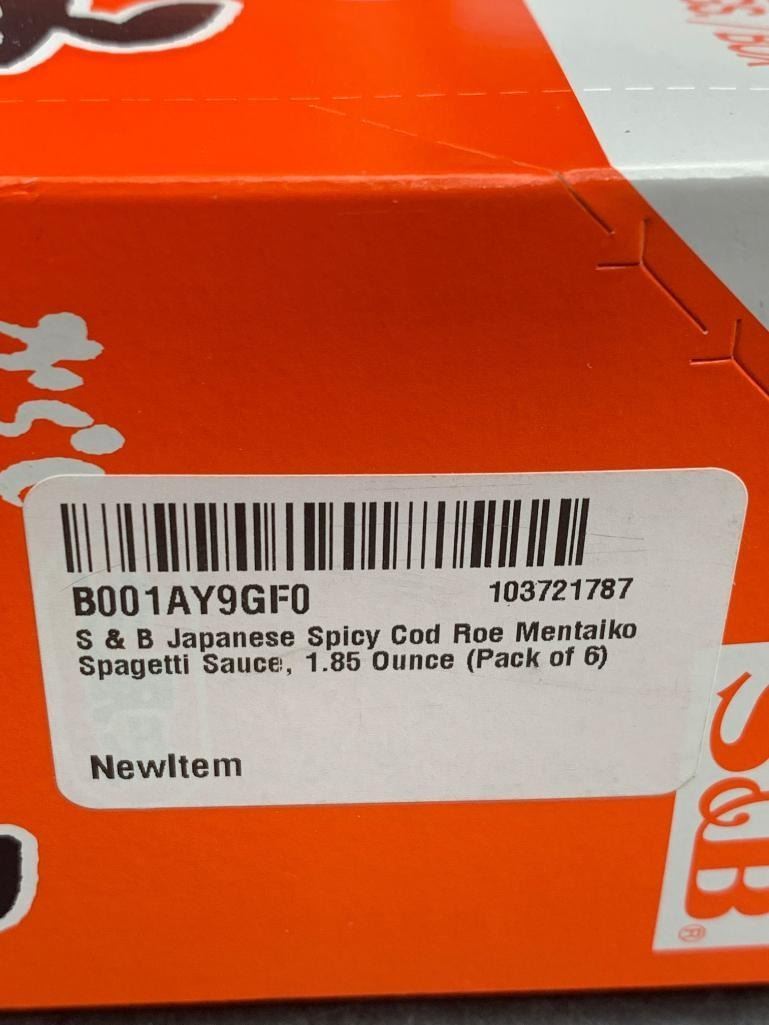 B001AY9GF0
103721787
S & B Japanese Spicy Cod Roe Mentaiko
Spagetti Sauce, 1.85 Ounce (Pack of 6)
NewItem
S&B®